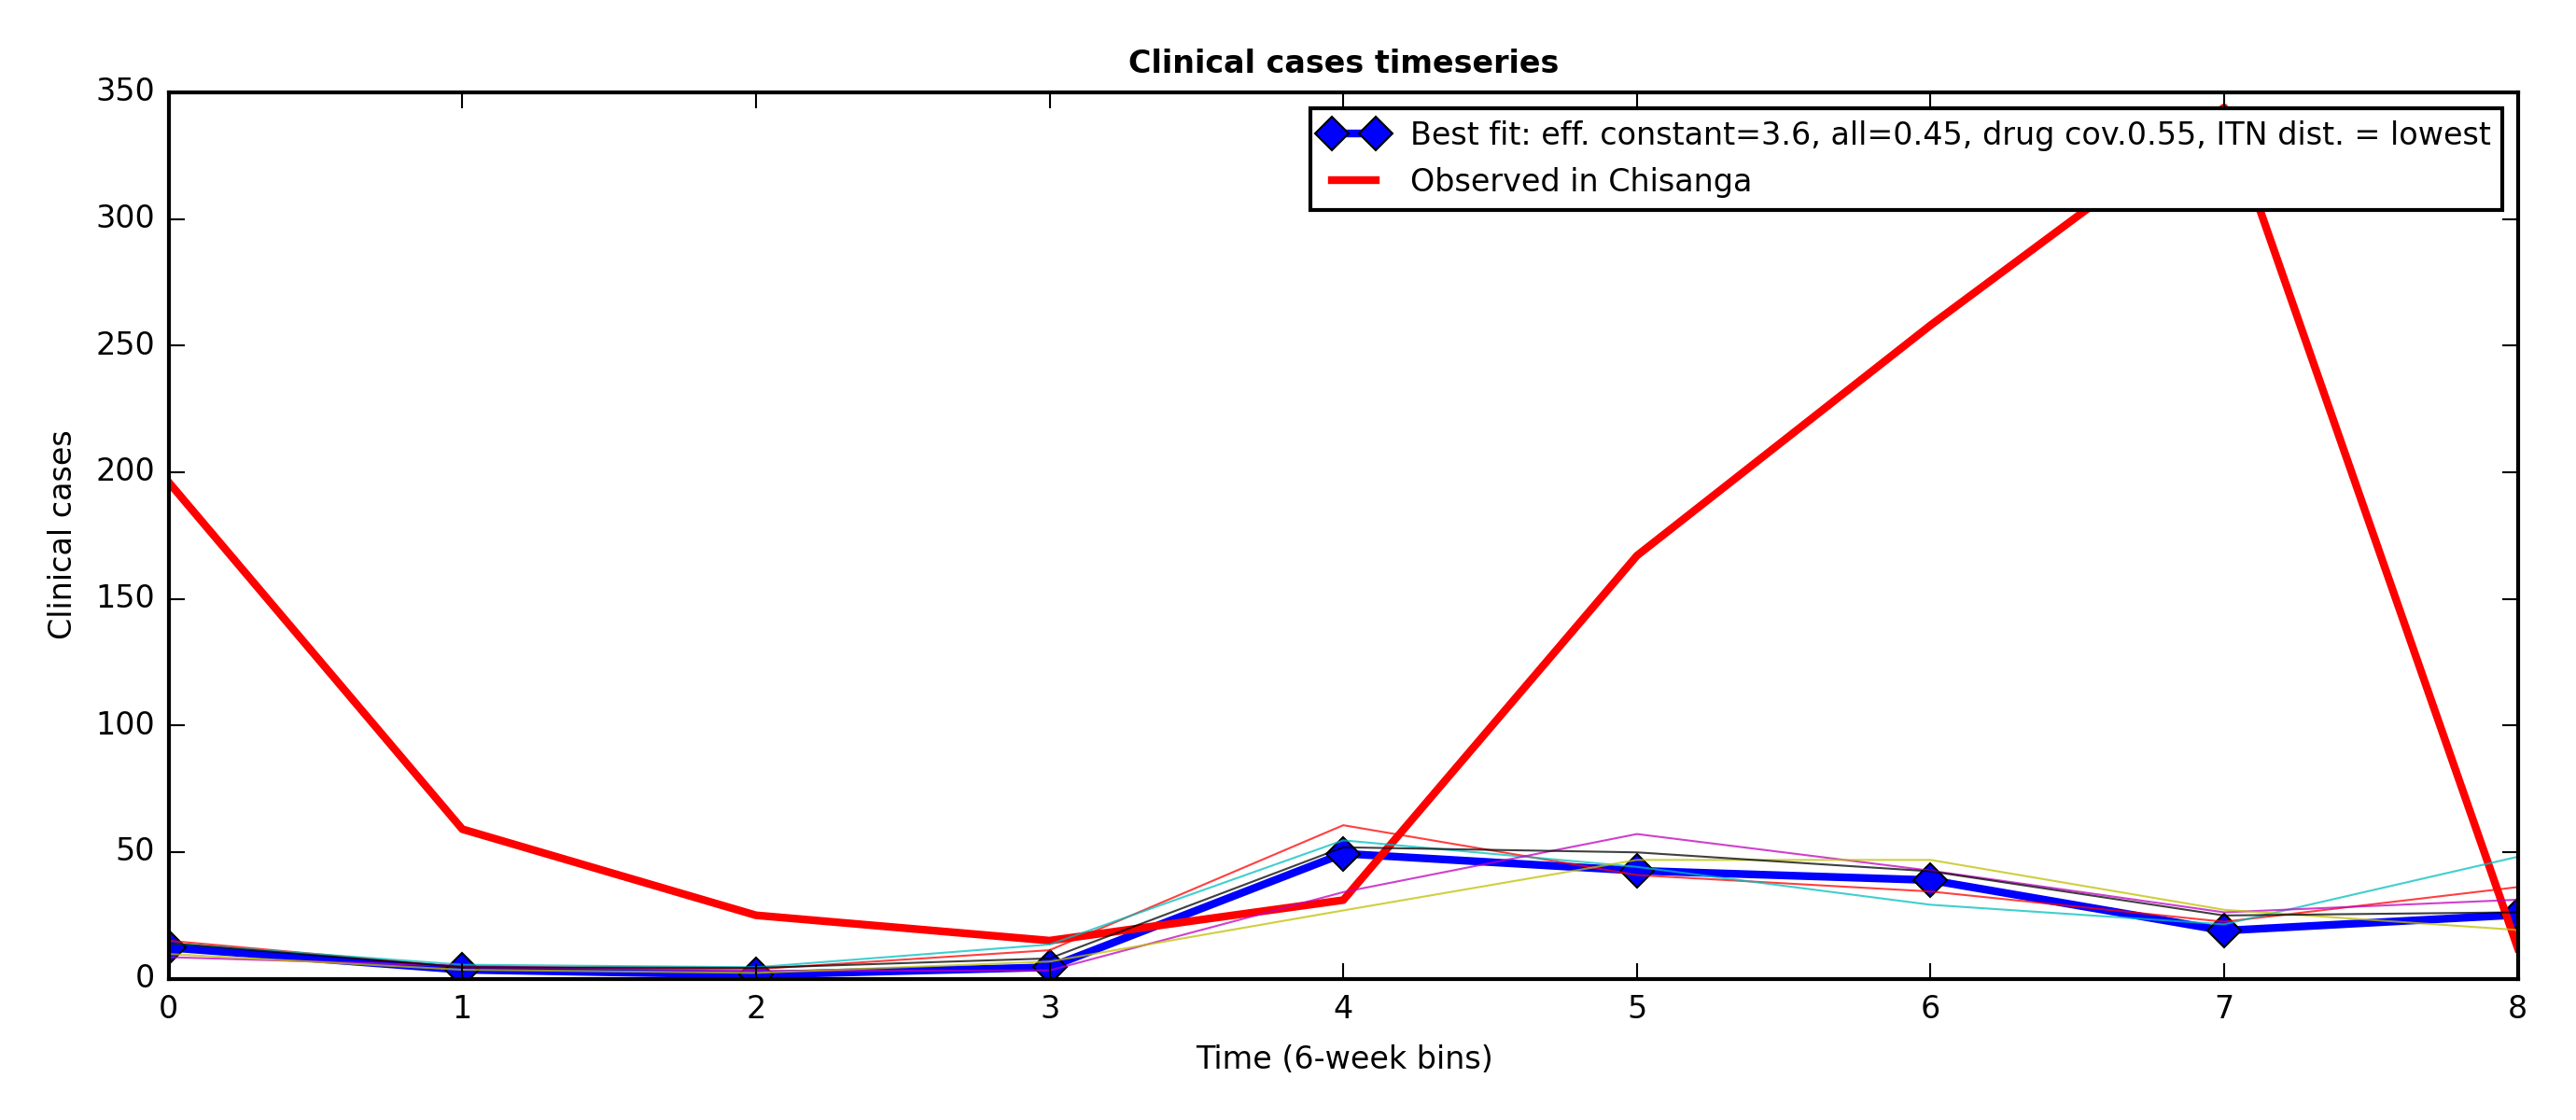 Clinical cases timeseries
350
300
250
200
150
100
50
0
Clinical cases
Best fit: eff. constant=3.6, all=0.45, drug cov.0.55, ITN dist. = lowest
Observed in Chisanga
0 1 2 3 4 5 6 7 8
Time (6-week bins)